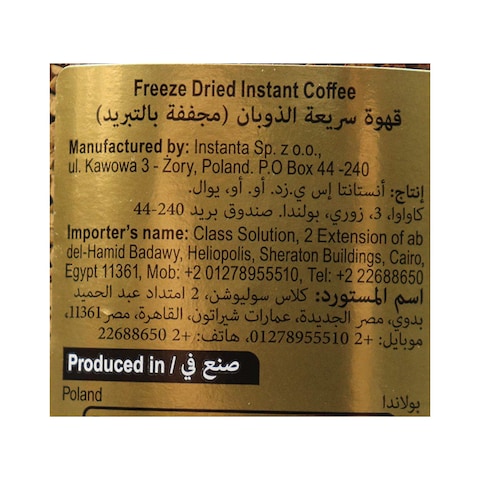 Freeze Dried Instant Coffee
قهوة سريعة الذوبان (مجففة بالتبريد)
Manufactured by: Instanta Sp. z o.o.,
ul. Kawowa 3 - Żory, Poland. P.O Box 44 -240
إنتاج: أنستانتا إس ي.زد. أو. أو، يوال.
كاواوا، 3، زوري، بولندا. صندوق بريد 240-44
Importer's name: Class Solution, 2 Extension of ab
del-Hamid Badawy, Heliopolis, Sheraton Buildings, Cairo,
Egypt 11361, Mob: +2 01278955510, Tel: +2 22688650
اسم المستورد: كلاس سوليوشن، 2 امتداد عبد الحميد
بدوي، مصر الجديدة، عمارات شيراتون، القاهرة، مصر11361،
موبايل: +2 01278955510، هاتف: +2 22688650
Produced in / صنع في
Poland
بولاندا